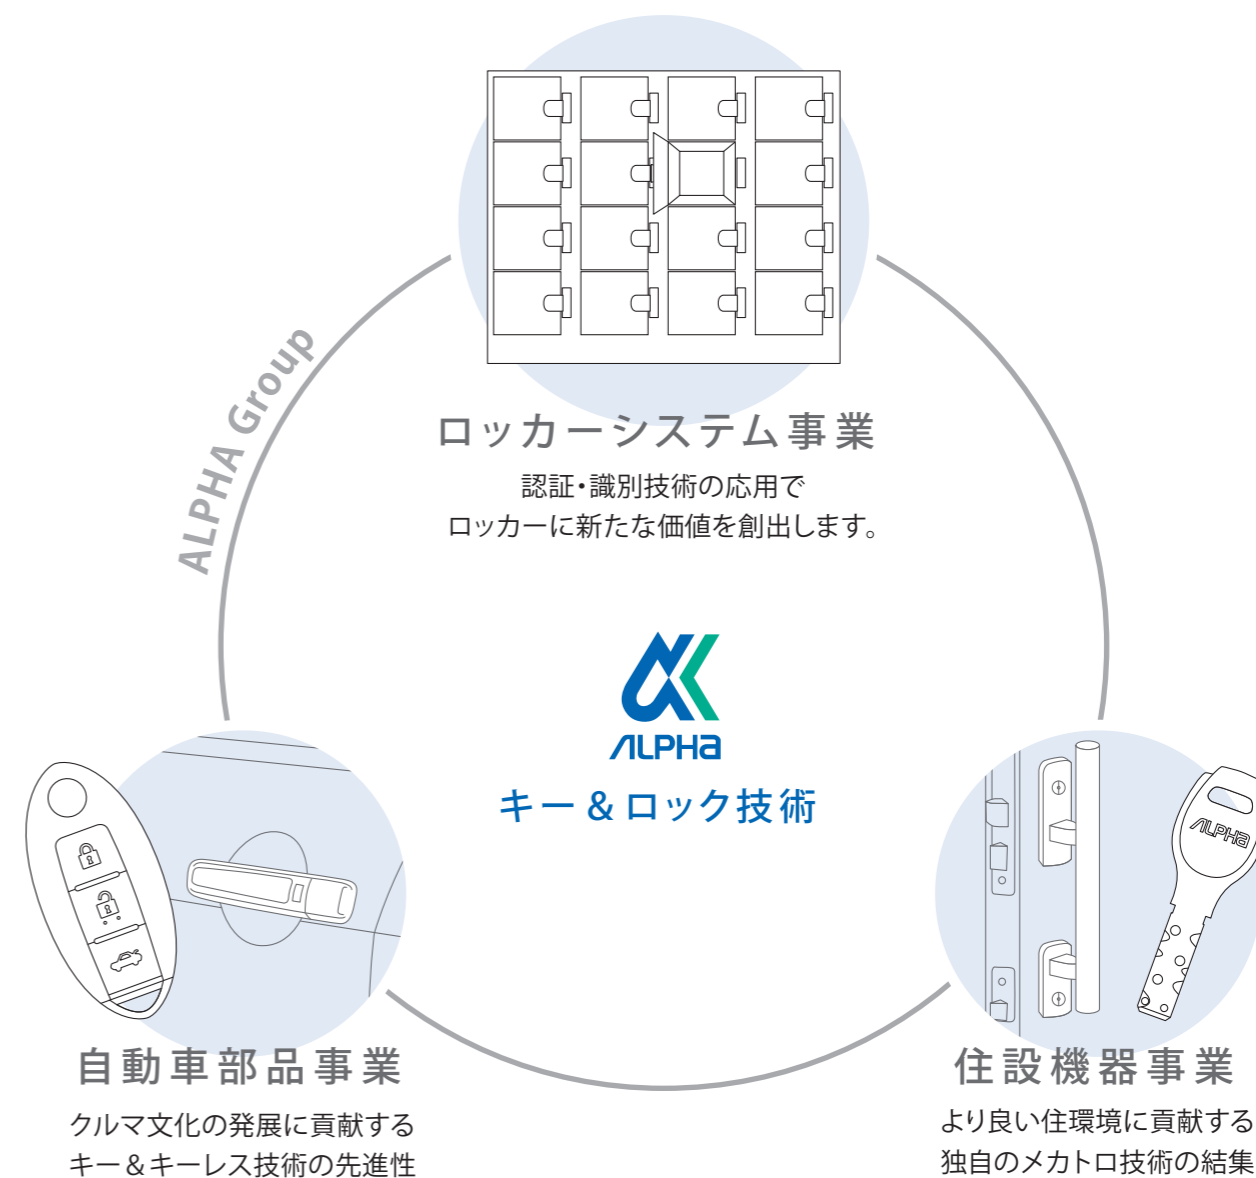 ALPHA Group
ロッカーシステム事業
認証・識別技術の応用で
ロッカーに新たな価値を創出します。
ALPHA
キー&ロック技術
ALPHA
自動車部品事業
クルマ文化の発展に貢献する
キー&キーレス技術の先進性
住設機器事業
より良い住環境に貢献する
独自のメカトロ技術の結集